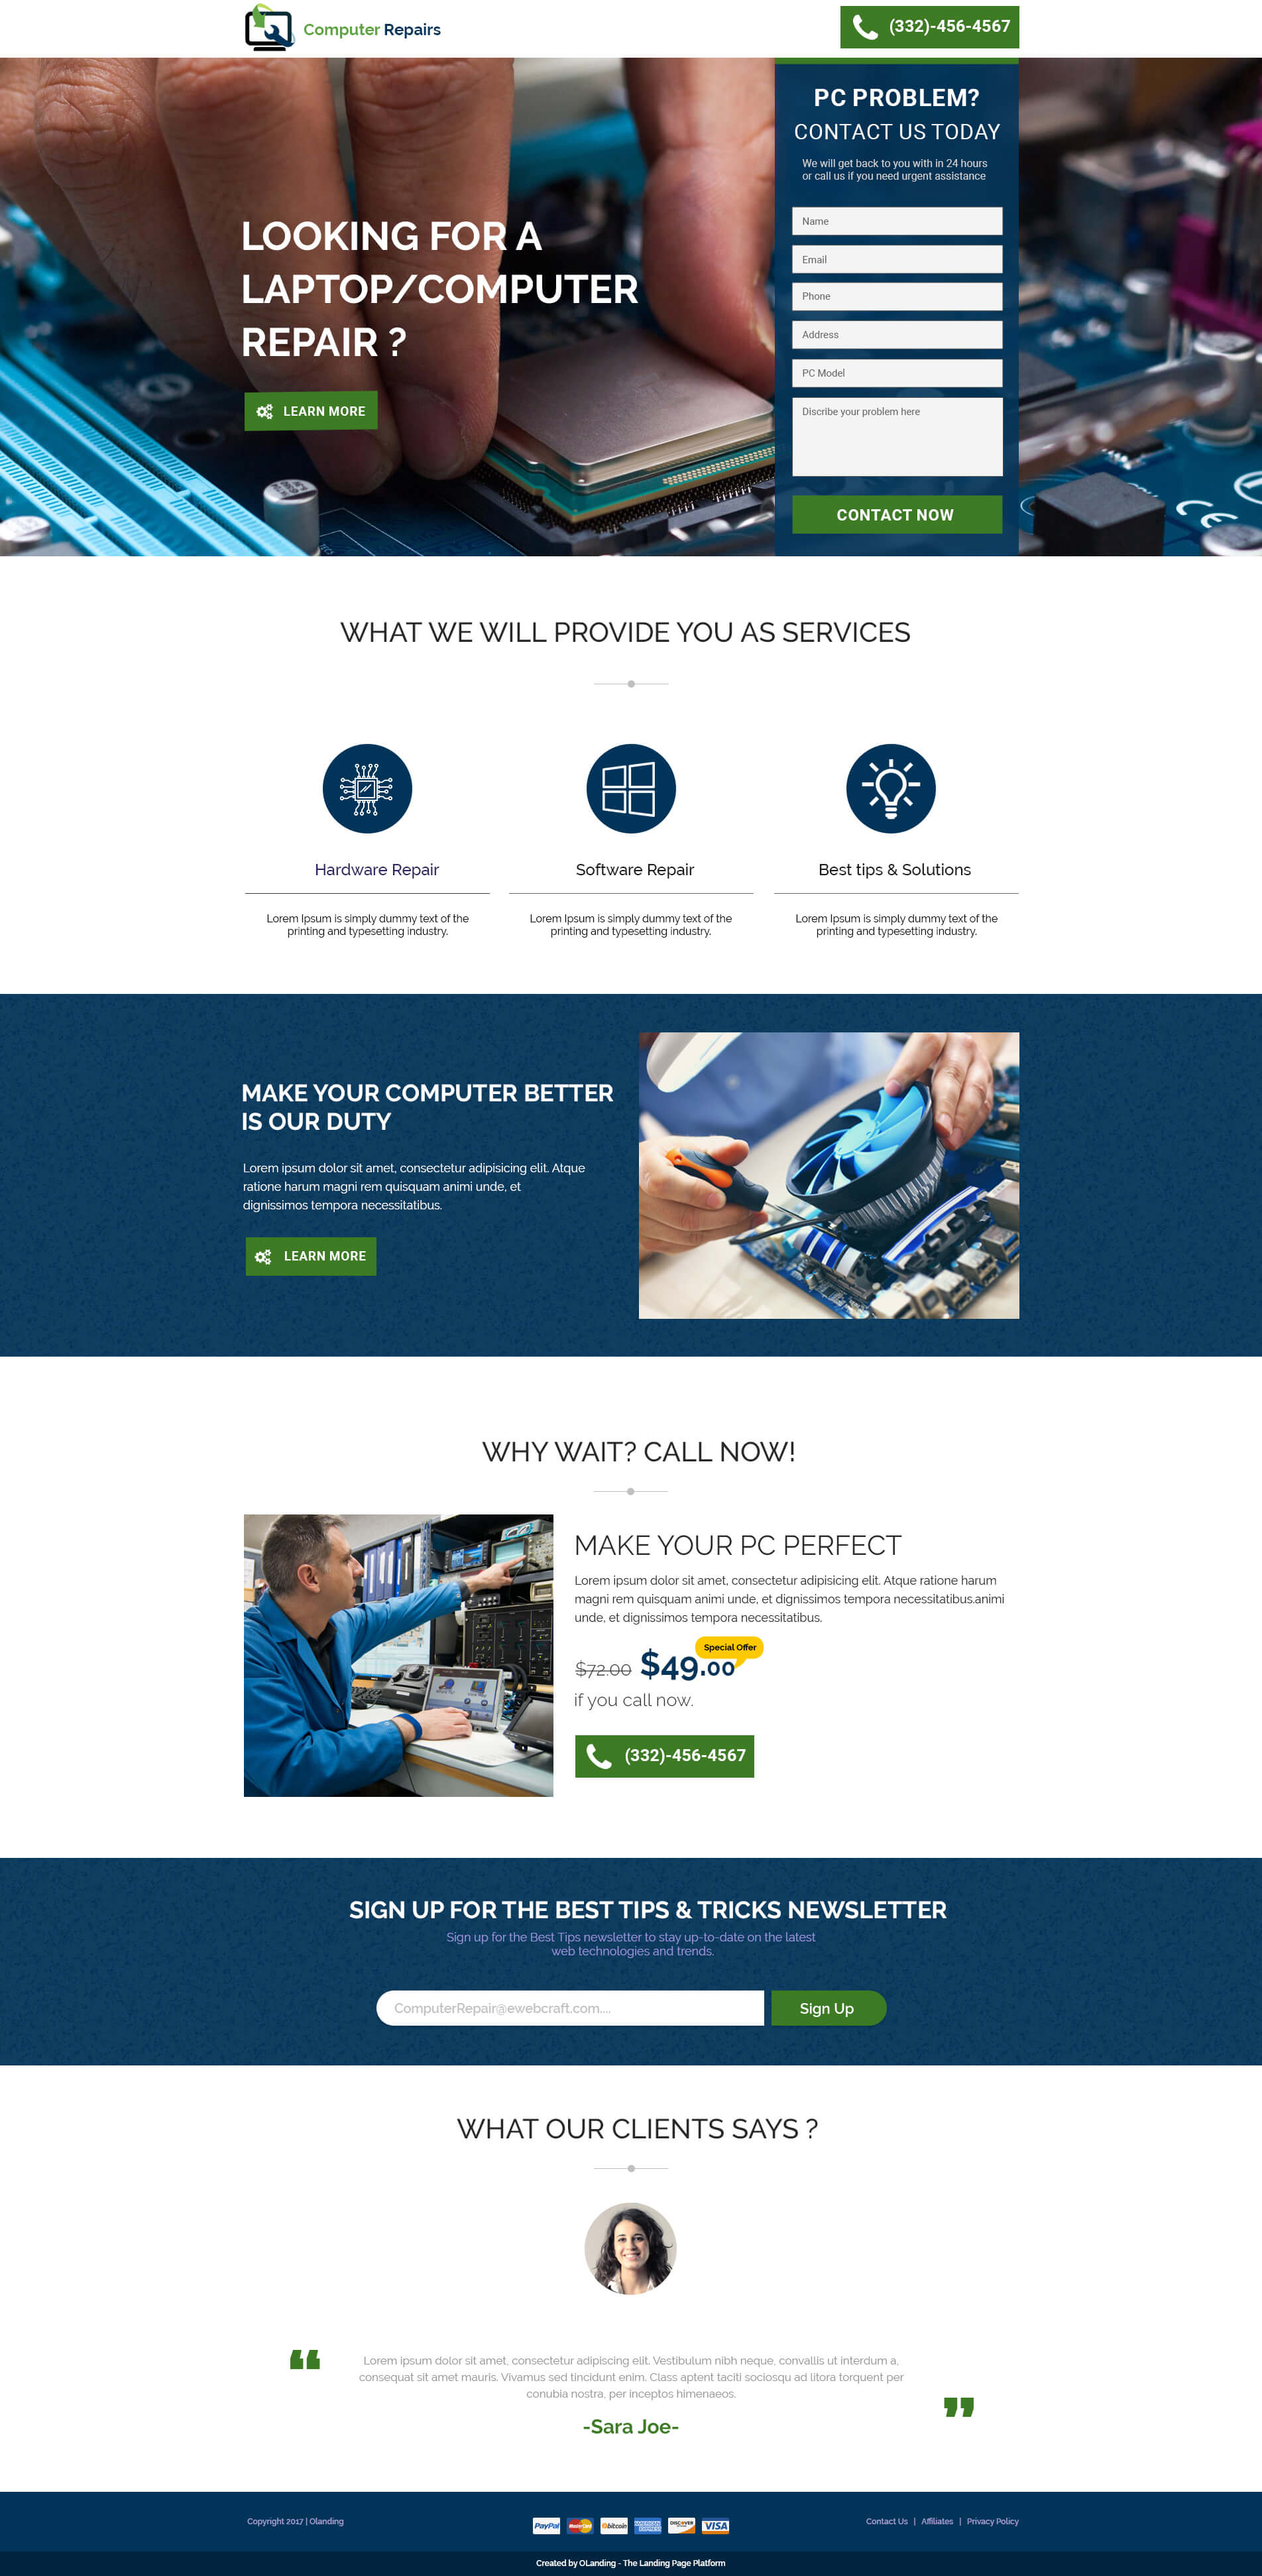 Computer Repairs
(332)-456-4567
LOOKING FOR A
LAPTOP/COMPUTER
REPAIR ?
LEARN MORE
PC PROBLEM?
CONTACT US TODAY
We will get back to you with in 24 hours
or call us if you need urgent assistance
Name
Email
Phone
Address
PC Model
Discribe your problem here
CONTACT NOW
WHAT WE WILL PROVIDE YOU AS SERVICES
Hardware Repair
Lorem Ipsum is simply dummy text of the
printing and typesetting industry.
Software Repair
Lorem Ipsum is simply dummy text of the
printing and typesetting industry.
Best tips & Solutions
Lorem Ipsum is simply dummy text of the
printing and typesetting industry.
MAKE YOUR COMPUTER BETTER
IS OUR DUTY
Lorem ipsum dolor sit amet, consectetur adipisicing elit. Atque
ratione harum magni rem quisquam animi unde, et
dignissimos tempora necessitatibus.
LEARN MORE
WHY WAIT? CALL NOW!
MAKE YOUR PC PERFECT
Lorem ipsum dolor sit amet, consectetur adipisicing elit. Atque ratione harum
magni rem quisquam animi unde, et dignissimos tempora necessitatibus.animi
unde, et dignissimos tempora necessitatibus.
Special Offer
$72.00 $49.00
if you call now.
(332)-456-4567
SIGN UP FOR THE BEST TIPS & TRICKS NEWSLETTER
Sign up for the Best Tips newsletter to stay up-to-date on the latest
web technologies and trends.
ComputerRepair@ewebcraft.com....
Sign Up
WHAT OUR CLIENTS SAYS ?
“
Lorem ipsum dolor sit amet, consectetur adipiscing elit. Vestibulum nibh neque, convallis ut interdum a,
consequat sit amet mauris. Vivamus sed tincidunt enim. Class aptent taciti sociosqu ad litora torquent per
conubia nostra, per inceptos himenaeos.
”
-Sara Joe-
Copyright 2017 | Olanding
PayPal MasterCard bitcoin AMERICAN EXPRESS DISCOVER VISA
Contact Us | Affiliates | Privacy Policy
Created by OLanding - The Landing Page Platform